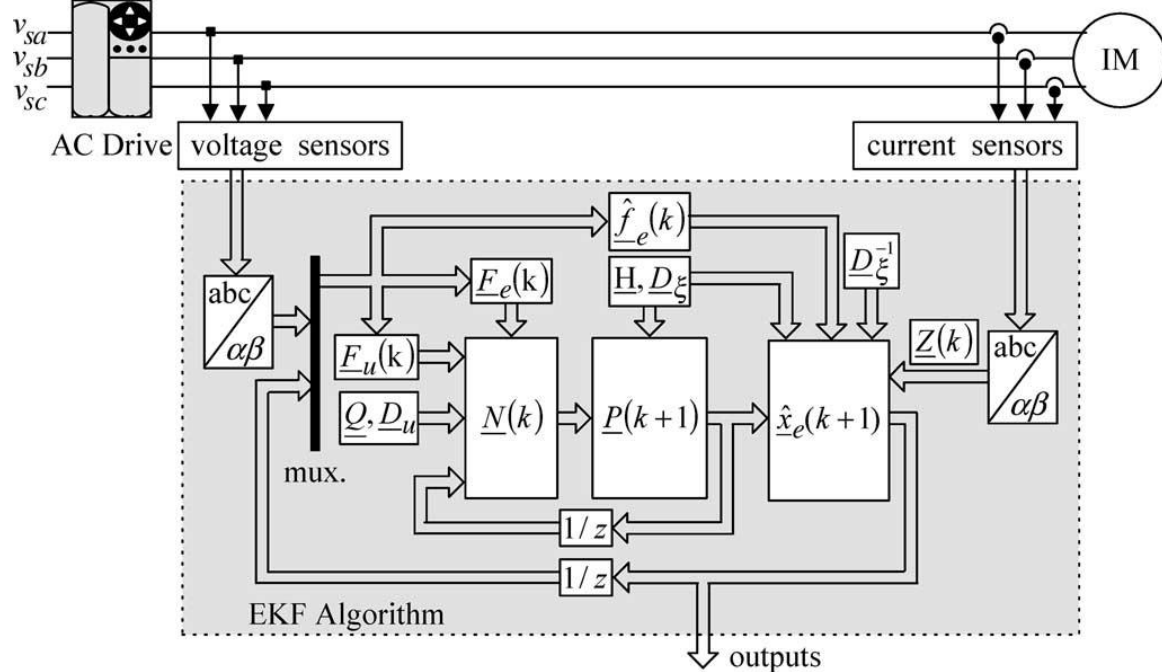 v_sa
v_sb
v_sc
IM
AC Drive
voltage sensors
current sensors
f̂_e(k)
D_ξ^-1
abc
F_e(k)
H, D_ξ
αβ
F_u(k)
Z(k)
abc
αβ
Q, D_u
N(k)
P(k+1)
x̂_e(k+1)
mux.
1/z
1/z
EKF Algorithm
outputs